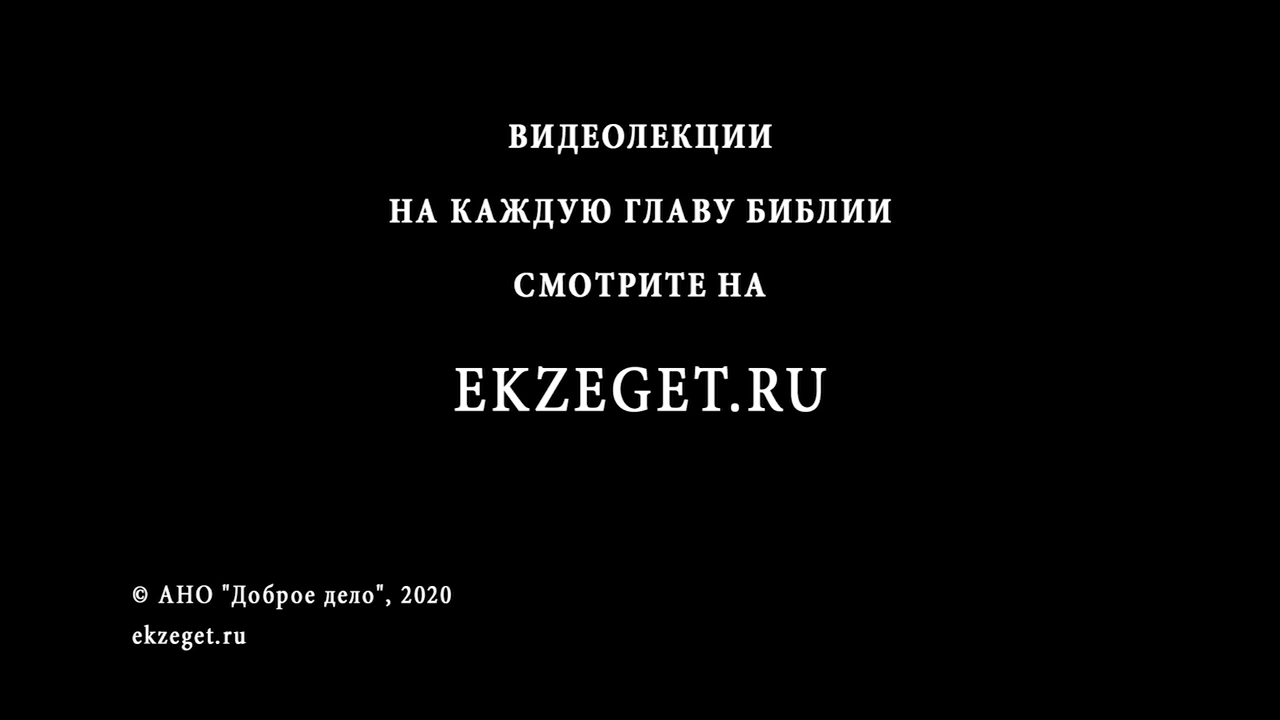 ВИДЕОЛЕКЦИИ
НА КАЖДУЮ ГЛАВУ БИБЛИИ
СМОТРИТЕ НА
EKZEGET.RU
© АНО "Доброе дело", 2020
ekzeget.ru